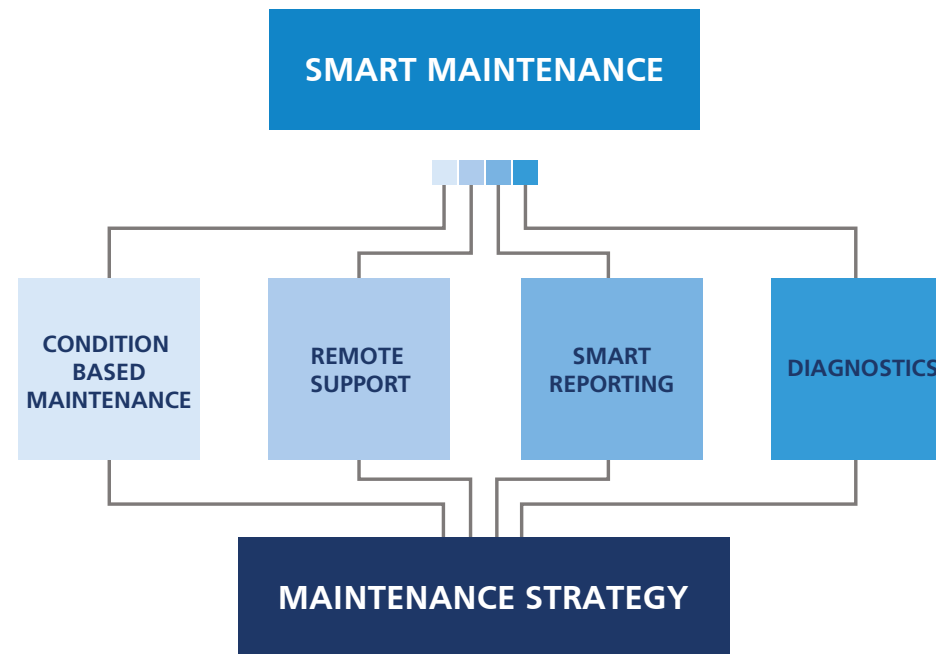 SMART MAINTENANCE
CONDITION
BASED
MAINTENANCE
REMOTE
SUPPORT
SMART
REPORTING
DIAGNOSTICS
MAINTENANCE STRATEGY